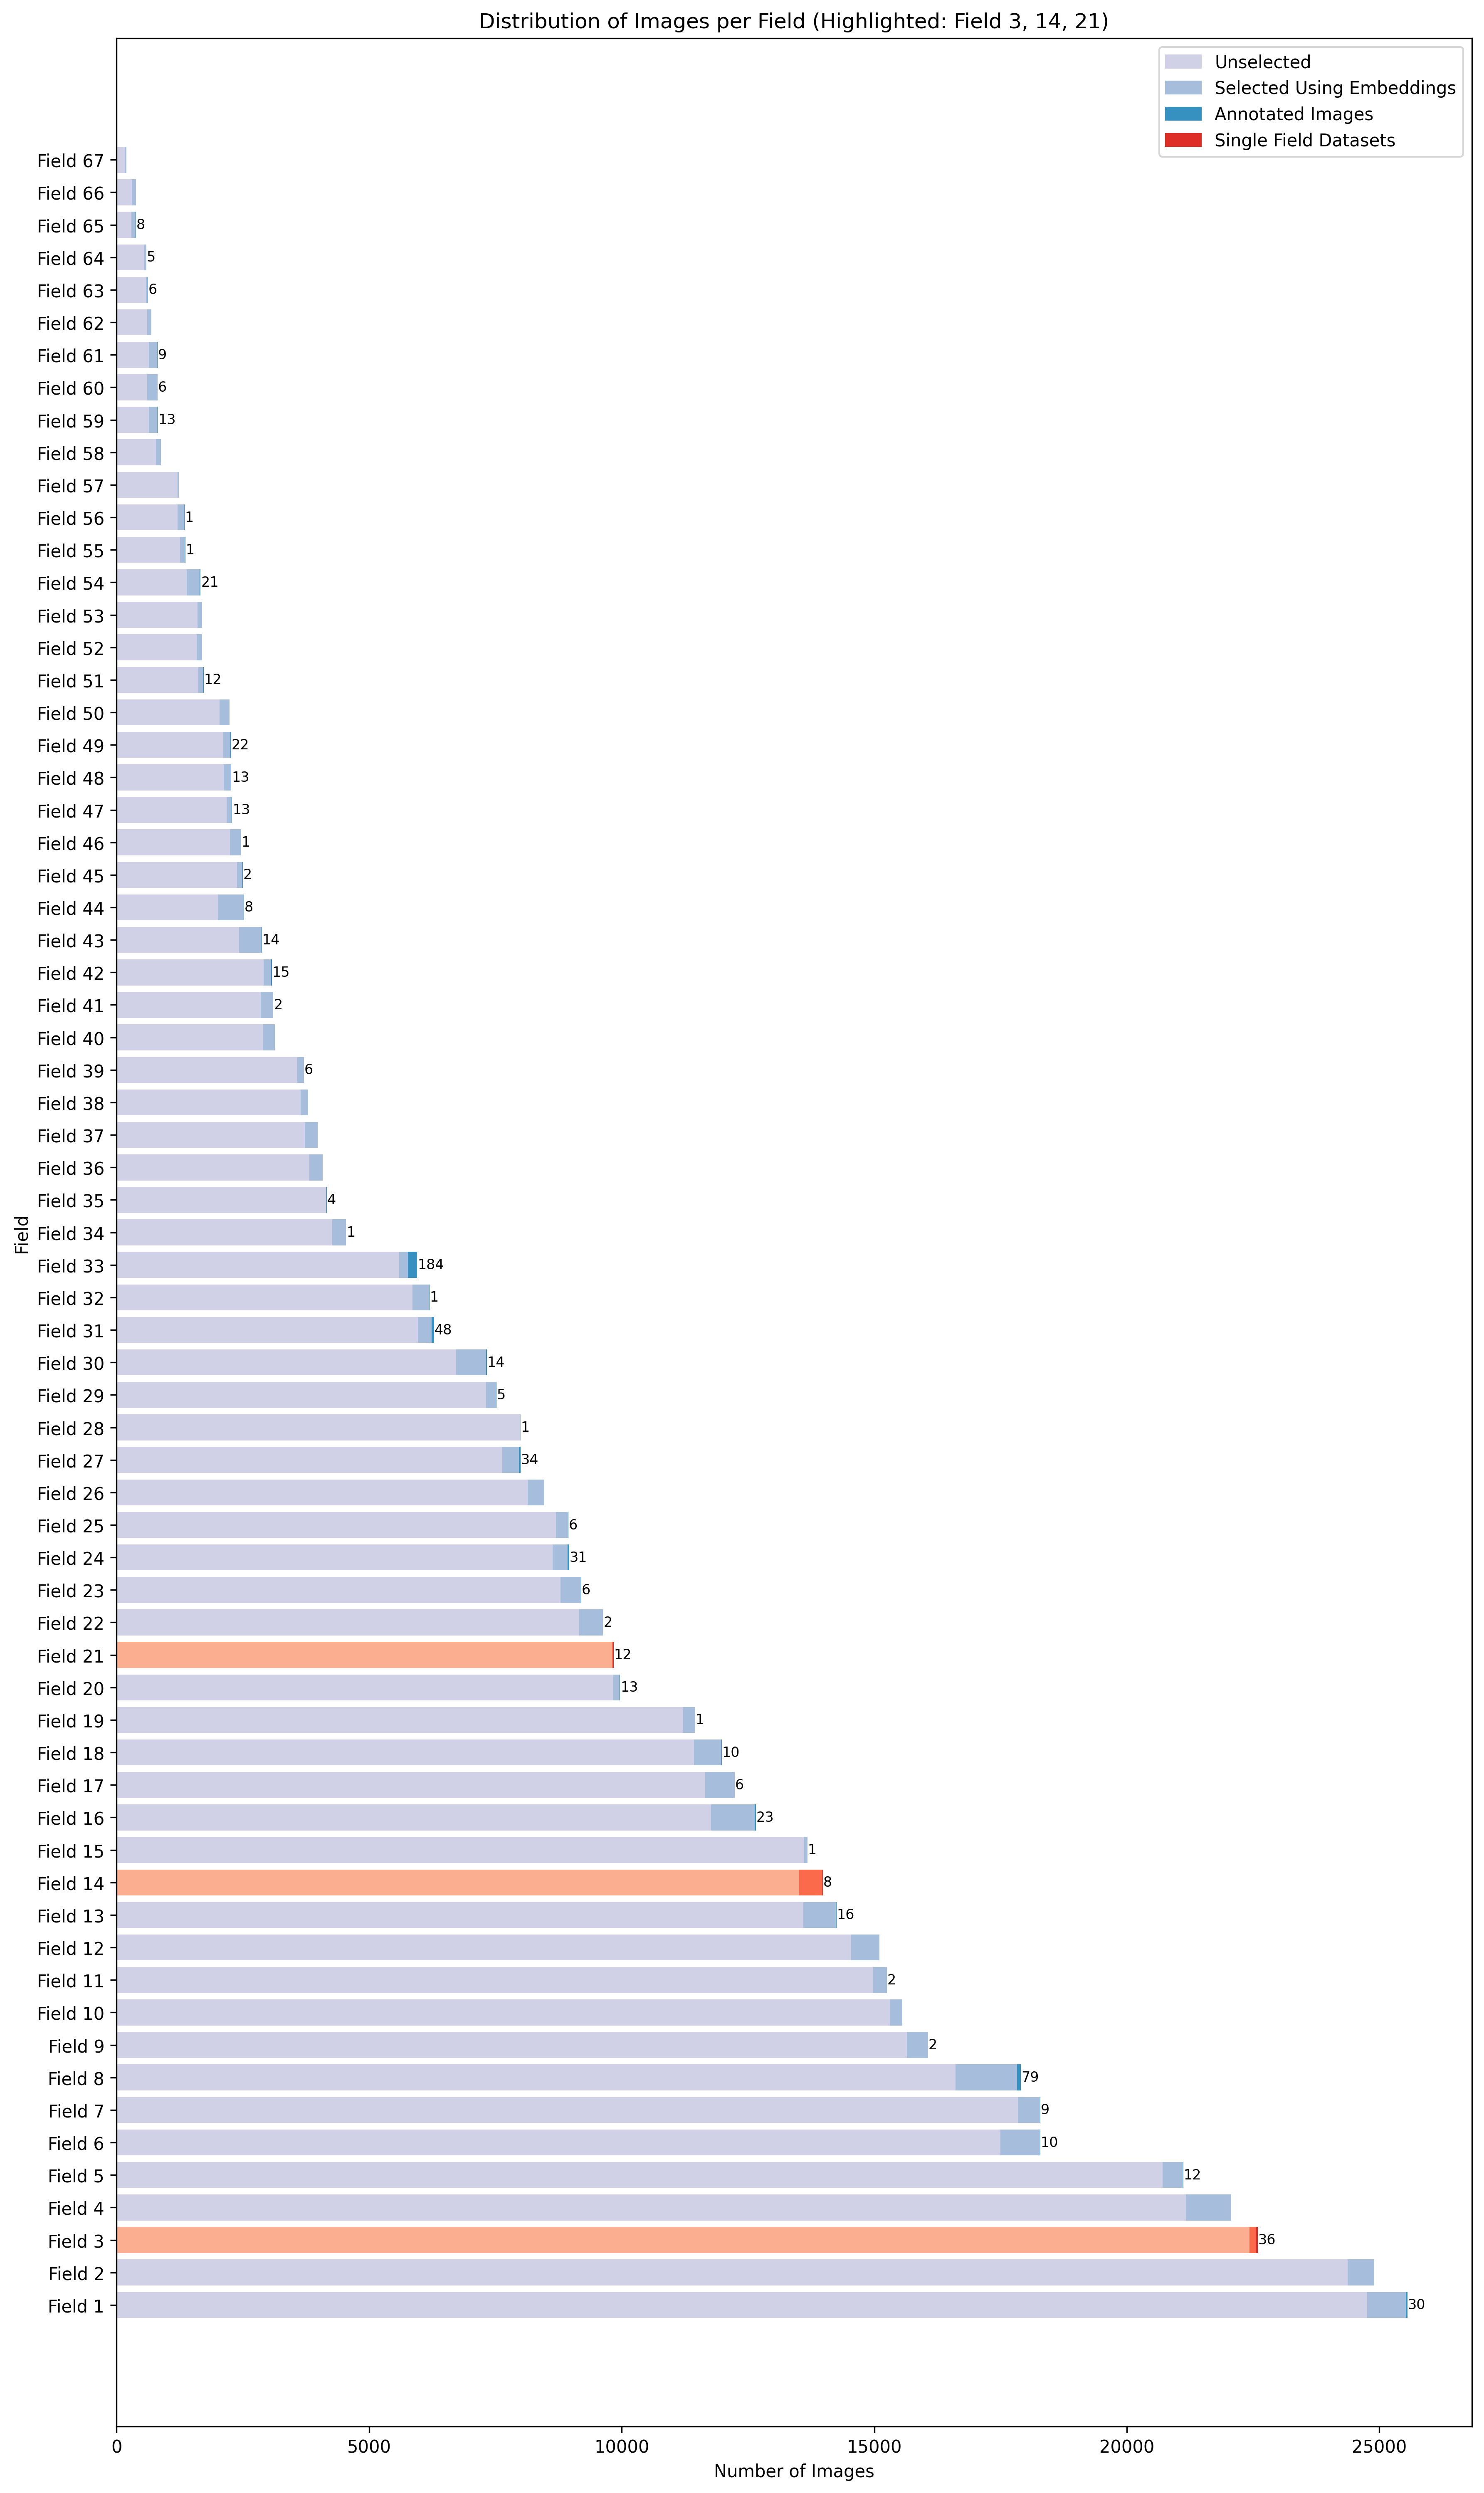 Distribution of Images per Field (Highlighted: Field 3, 14, 21)
Unselected
Selected Using Embeddings
Annotated Images
Single Field Datasets
Field 67
Field 66
Field 65 8
Field 64 5
Field 63 6
Field 62
Field 61 9
Field 60 6
Field 59 13
Field 58
Field 57
Field 56 1
Field 55 1
Field 54 21
Field 53
Field 52
Field 51 12
Field 50
Field 49 22
Field 48 13
Field 47 13
Field 46 1
Field 45 2
Field 44 8
Field 43 14
Field 42 15
Field 41 2
Field 40
Field 39 6
Field 38
Field 37
Field 36
Field 35 4
Field 34 1
Field 33 184
Field 32 1
Field 31 48
Field 30 14
Field 29 5
Field 28 1
Field 27 34
Field 26
Field 25 6
Field 24 31
Field 23 6
Field 22 2
Field 21 12
Field 20 13
Field 19 1
Field 18 10
Field 17 6
Field 16 23
Field 15 1
Field 14 8
Field 13 16
Field 12
Field 11 2
Field 10
Field 9 2
Field 8 79
Field 7 9
Field 6 10
Field 5 12
Field 4
Field 3 36
Field 2
Field 1 30
Field
0 5000 10000 15000 20000 25000
Number of Images